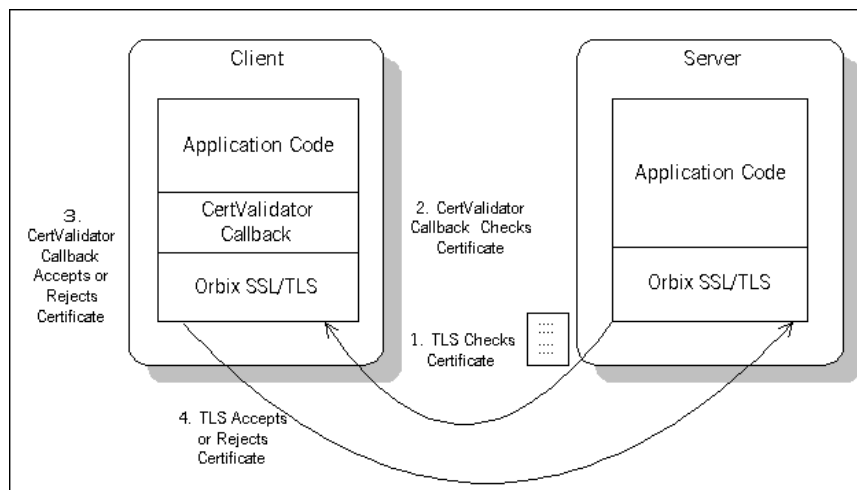 Client
Server
Application Code
CertValidator
Callback
Orbix SSL/TLS
Application Code
Orbix SSL/TLS
3.
CertValidator
Callback
Accepts or
Rejects
Certificate
2. CertValidator
Callback Checks
Certificate
1. TLS Checks
Certificate
4. TLS Accepts
or Rejects
Certificate